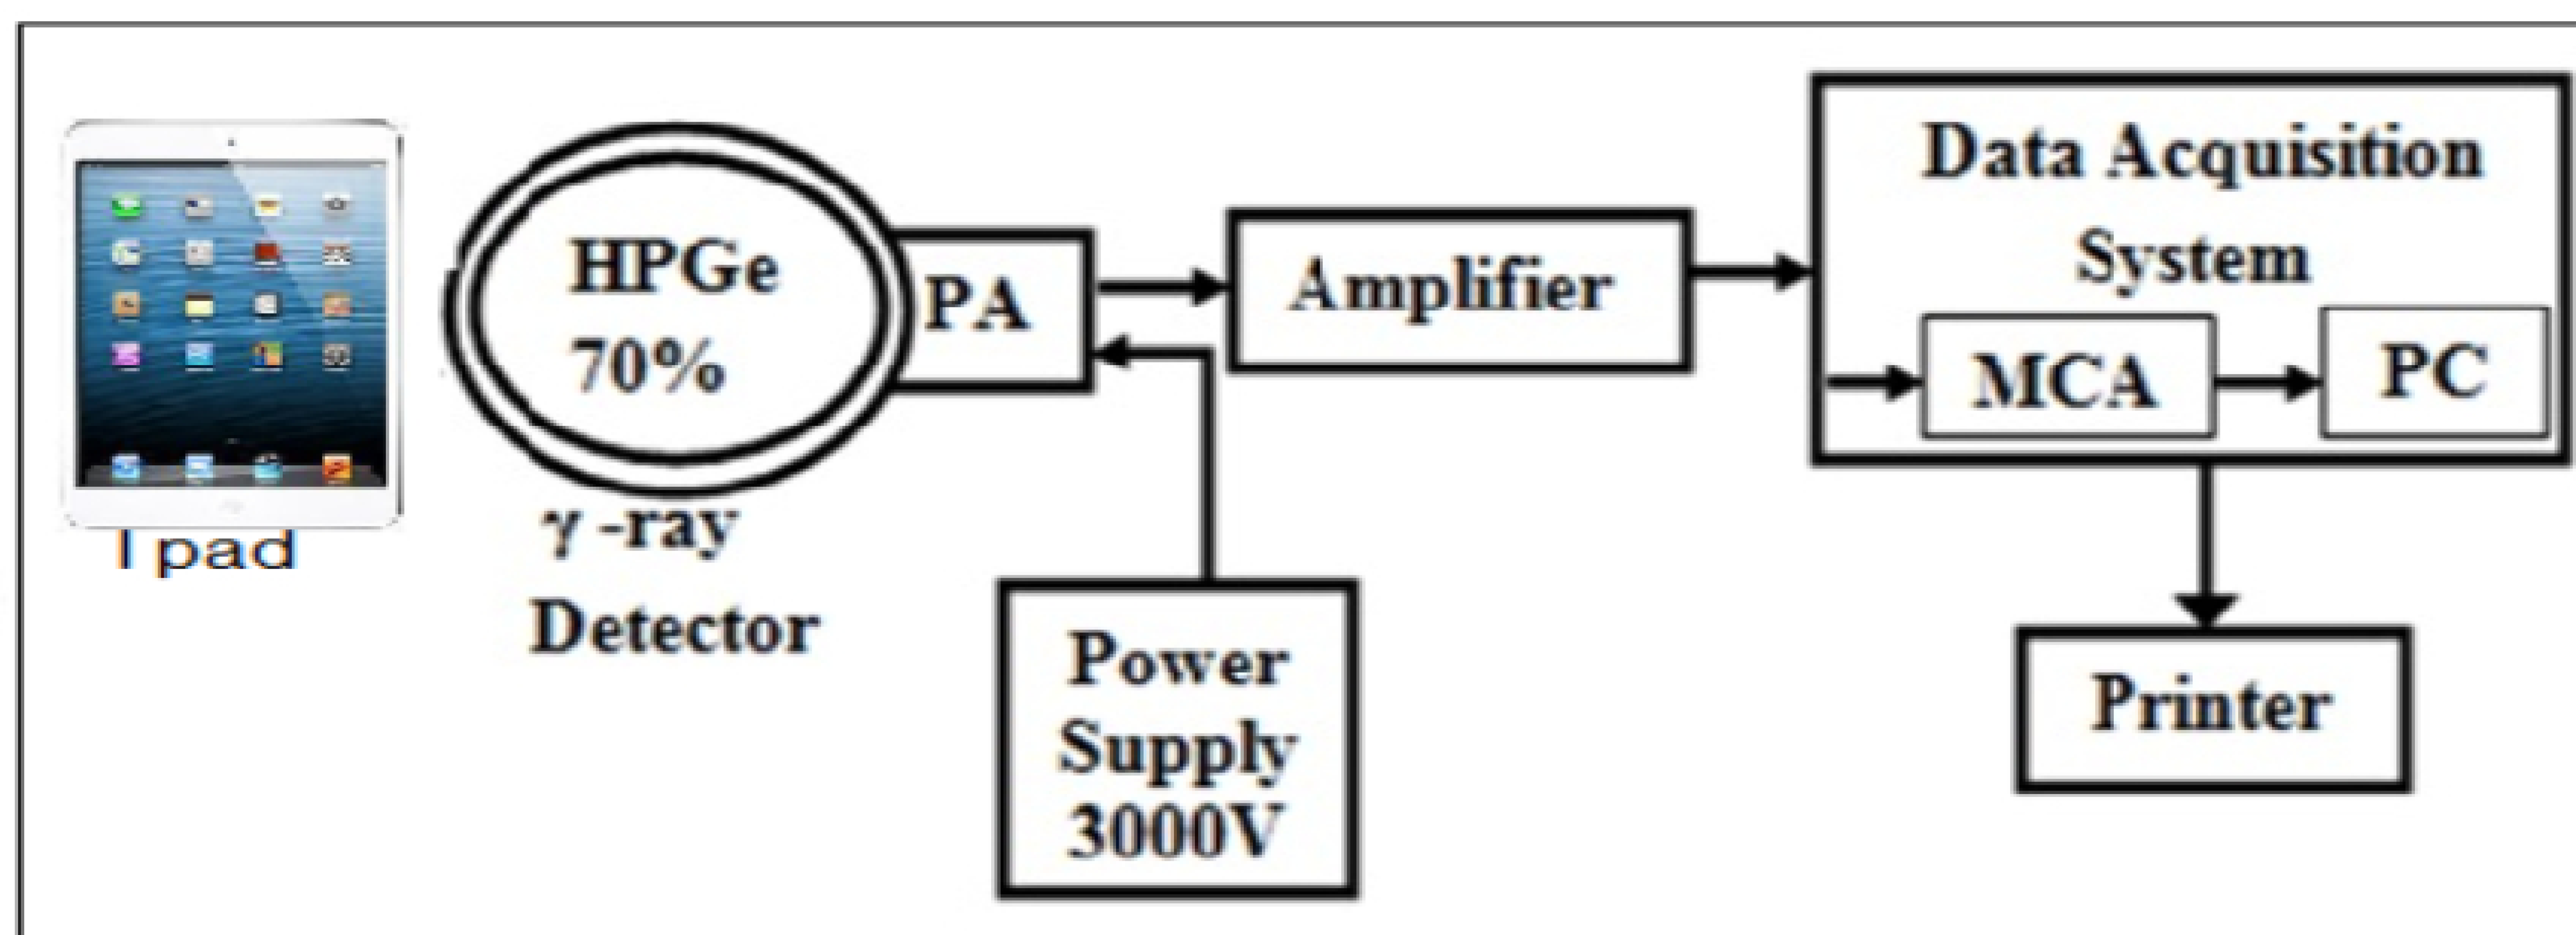 I pad
HPGe
70%
γ -ray
Detector
PA
Amplifier
Power
Supply
3000V
Data Acquisition
System
MCA
PC
Printer